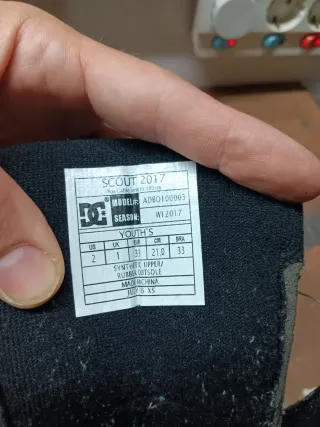 SCOUT 2017
DC
MODEL#: ADBO100003
SEASON: WI2017
YOUTH'S
US UK EUR CM BRA
2 1 33 21.0 33
SYNTHETIC UPPER/
RUBBER OUTSOLE
MADE IN CHINA